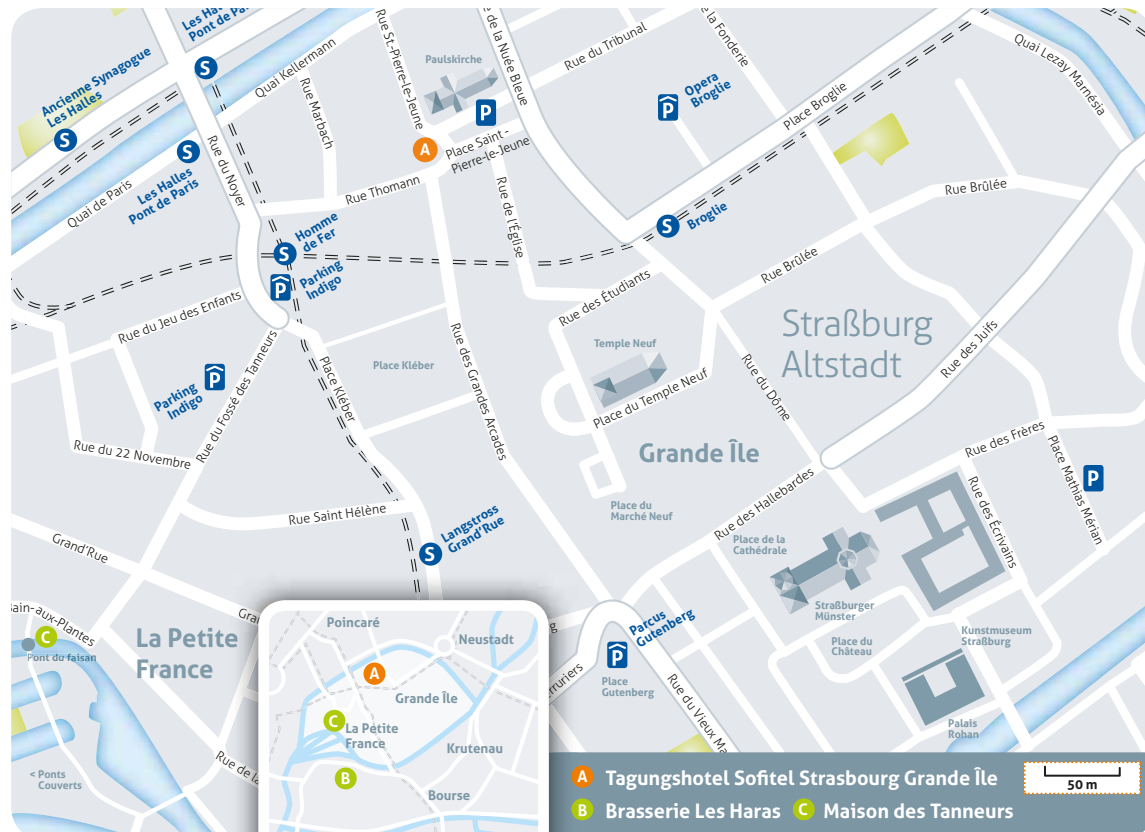 Les Ha
Pont de P
Ancienne Synagogue
Les Halles
S
S
Les Halles
Pont de Paris
S
Quai Kellermann
Quai de Paris
Rue du Noyer
Rue Marbach
Rue St-Pierre-le-Jeune
Paulskirche
P
A
Place Saint-
Pierre-le-Jeune
Rue Thomann
de la Nuée Bleue
Rue du Tribunal
de la Fonderie
P
Opera
Broglie
Place Broglie
Quai Lezay Marnésia
S
Broglie
Rue Brûlée
Rue Brûlée
Rue de l'Église
S
Homme
de Fer
P
Parking
Indigo
Rue du Jeu des Enfants
P
Parking
Indigo
Rue du Fossé des Tanneurs
Rue du 22 Novembre
Place Kléber
Place Kléber
Rue des Grandes Arcades
Rue des Étudiants
Temple Neuf
Place du Temple Neuf
Rue du Dôme
Straßburg
Altstadt
Rue des Juifs
Grande Île
Place du
Marché Neuf
Rue des Hallebardes
Rue des Frères
Place Mathias Mérian
P
Rue des Écrivains
Place de la
Cathédrale
Straßburger
Münster
Place du
Château
Kunstmuseum
Straßburg
Palais
Rohan
Rue Saint Hélène
S
Langstross
Grand'Rue
Grand'Rue
Gra
ain-aux-Plantes
C
Pont du faisan
La Petite
France
< Ponts
Couverts
Rue de la
P
Parcus
Gutenberg
Place
Gutenberg
erruriers
Rue du Vieux Ma
Poincaré
Neustadt
A
Grande Île
C
La Petite
France
Krutenau
B
Bourse
A Tagungshotel Sofitel Strasbourg Grande Île
B Brasserie Les Haras C Maison des Tanneurs
50 m